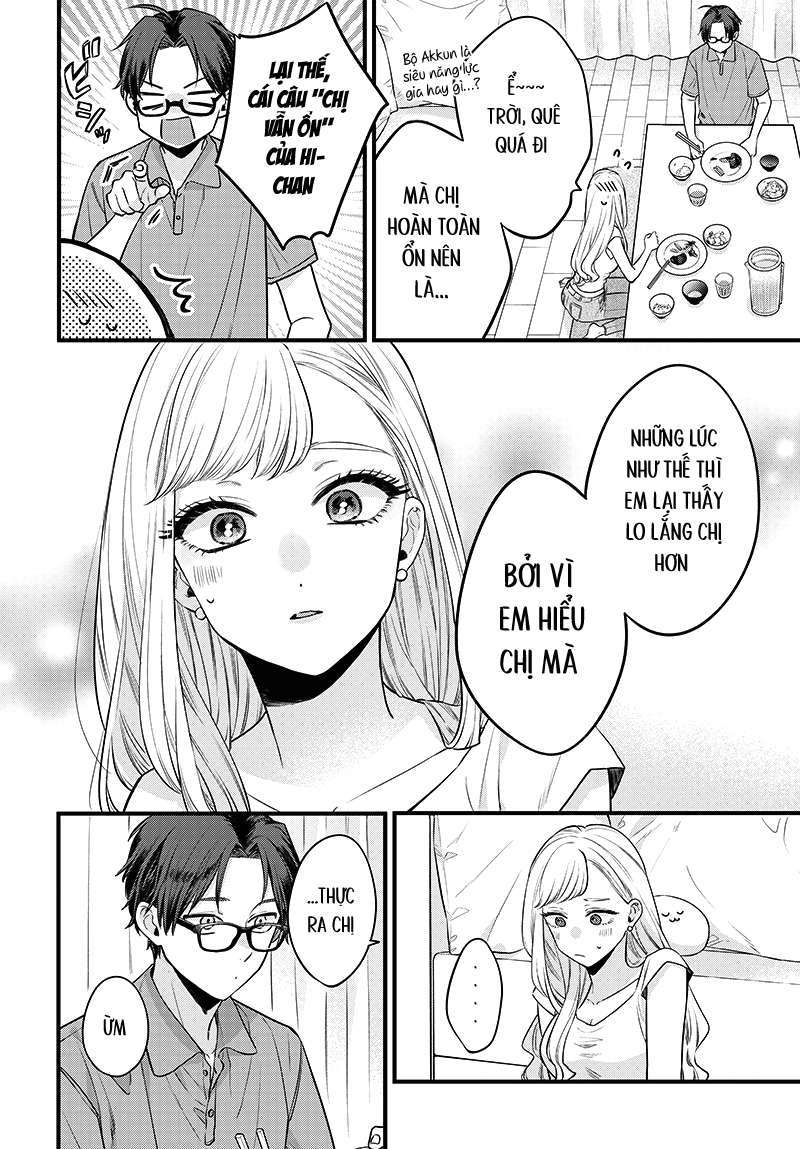 Ể~~~
TRỜI, QUÊ
QUÁ ĐI
Bộ Akkun là
siêu năng lực
gia hay gì...?
MÀ CHỊ
HOÀN TOÀN
ỔN NÊN
LÀ...
LẠI THẾ,
CÁI CÂU "CHỊ
VẪN ỔN"
CỦA HI-
CHAN
NHỮNG LÚC
NHƯ THẾ THÌ
EM LẠI THẤY
LO LẮNG CHỊ
HƠN
BỞI VÌ
EM HIỂU
CHỊ MÀ
....
...THỰC
RA CHỊ
ỪM